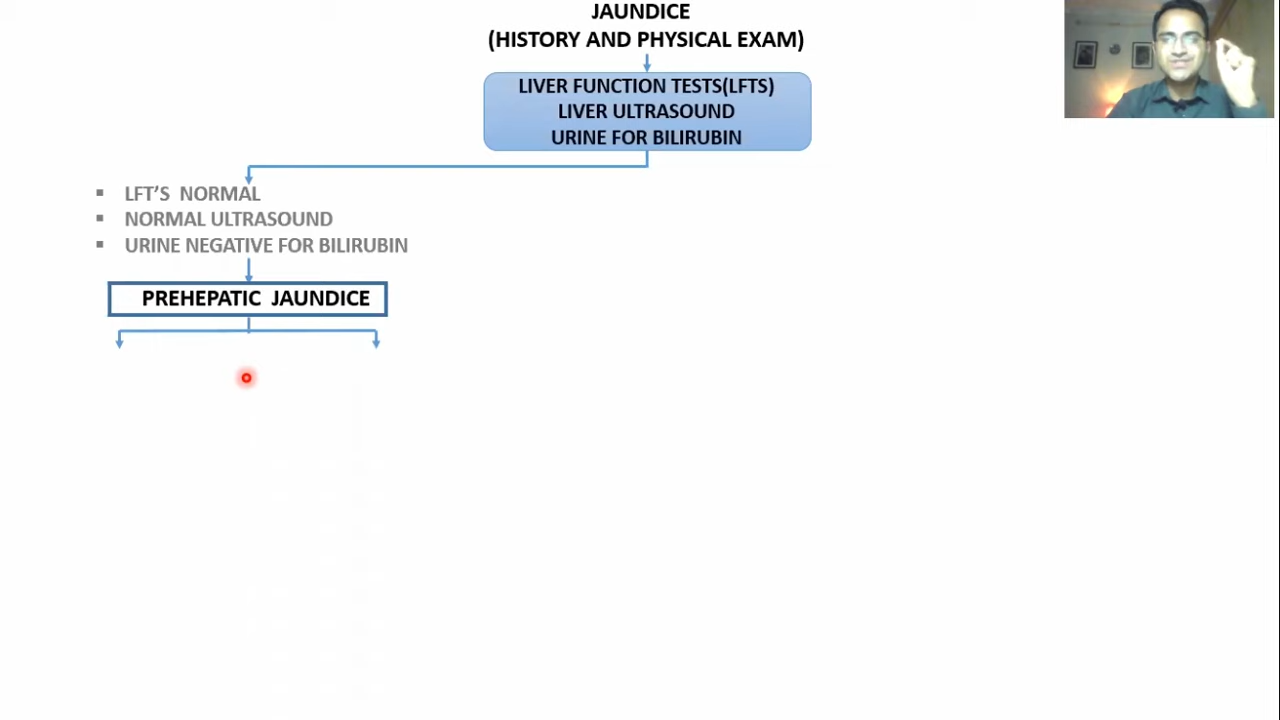 JAUNDICE
(HISTORY AND PHYSICAL EXAM)
LIVER FUNCTION TESTS(LFTS)
LIVER ULTRASOUND
URINE FOR BILIRUBIN
▪ LFT'S NORMAL
▪ NORMAL ULTRASOUND
▪ URINE NEGATIVE FOR BILIRUBIN
PREHEPATIC JAUNDICE